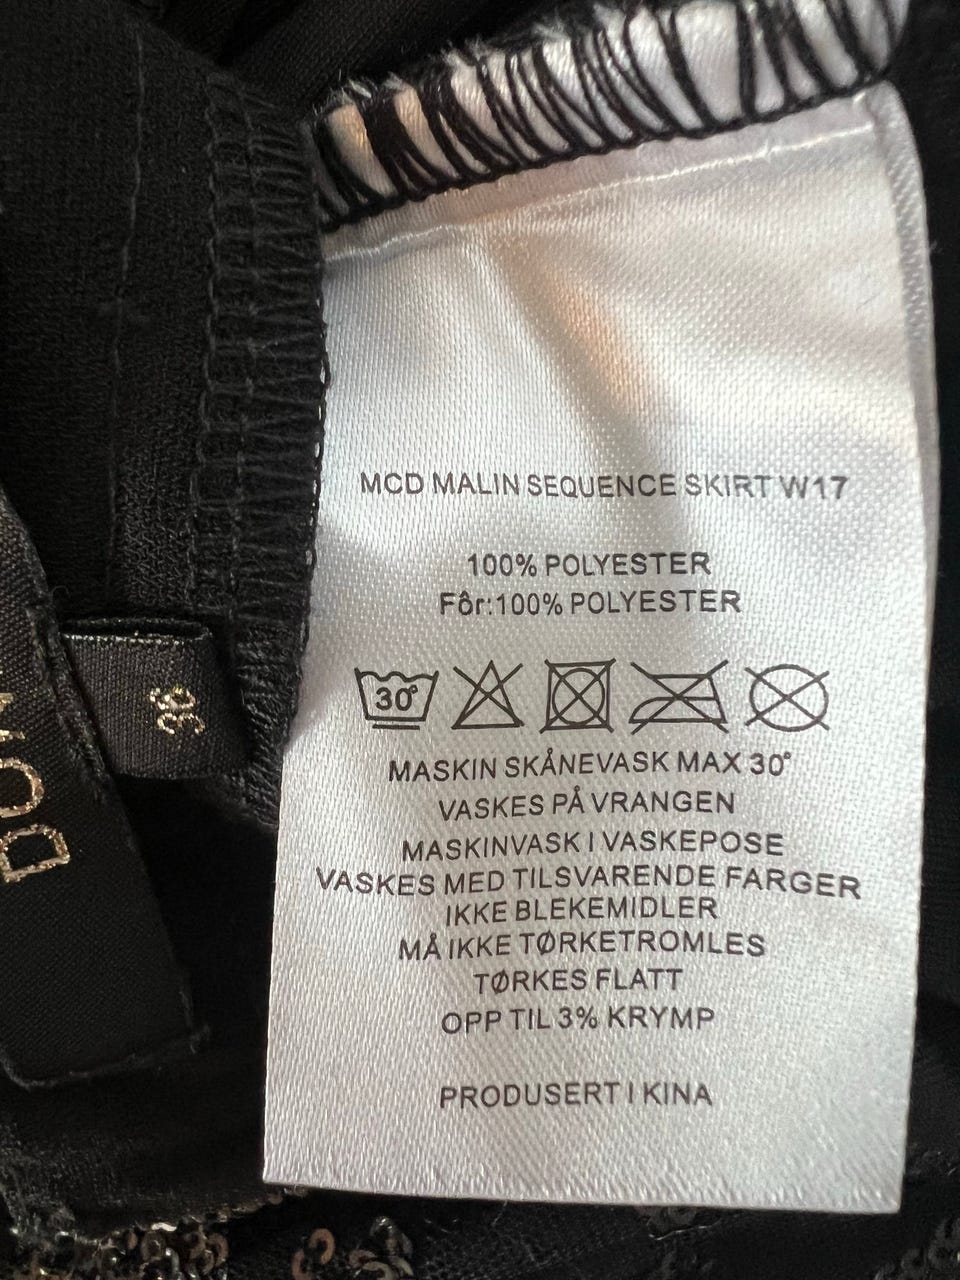 MCD MALIN SEQUENCE SKIRT W17
100% POLYESTER
Fôr:100% POLYESTER
30°
MASKIN SKÅNEVASK MAX 30°
VASKES PÅ VRANGEN
MASKINVASK I VASKEPOSE
VASKES MED TILSVARENDE FARGER
IKKE BLEKEMIDLER
MÅ IKKE TØRKETROMLES
TØRKES FLATT
OPP TIL 3% KRYMP
PRODUSERT I KINA
36